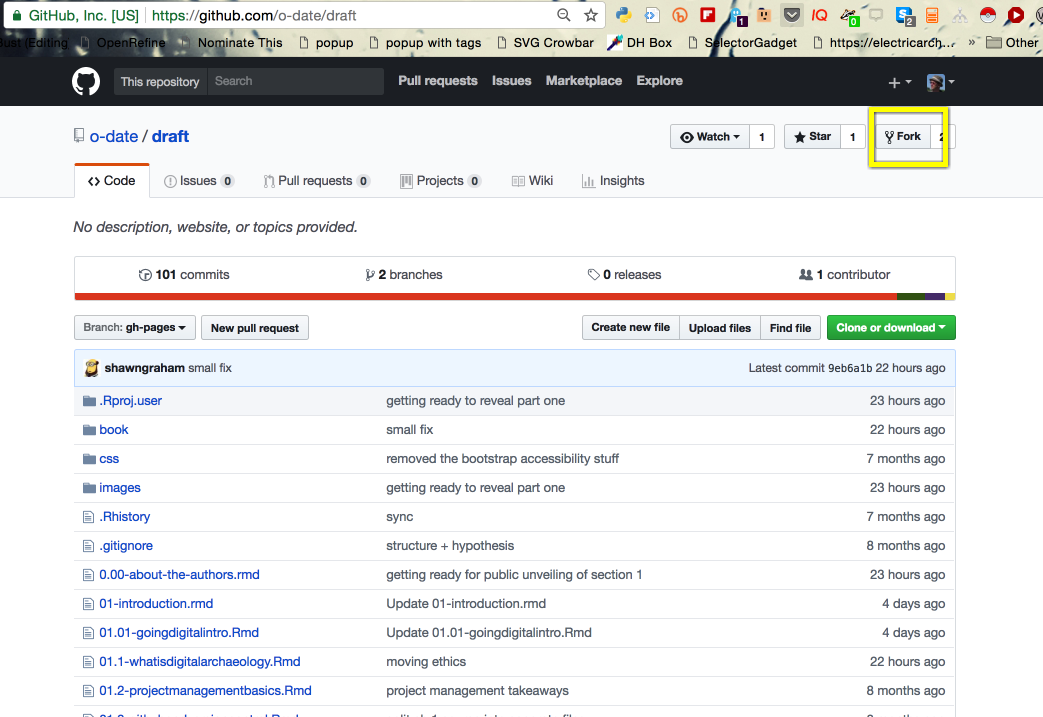 GitHub, Inc. [US] https://github.com/o-date/draft
IQ 1 0 2
Bust (Editing OpenRefine Nominate This popup popup with tags SVG Crowbar DH Box SelectorGadget https://electricarch... » Other
This repository Search Pull requests Issues Marketplace Explore
o-date / draft Watch 1 Star 1 Fork 2
Code Issues 0 Pull requests 0 Projects 0 Wiki Insights
No description, website, or topics provided.
101 commits 2 branches 0 releases 1 contributor
Branch: gh-pages New pull request Create new file Upload files Find file Clone or download
shawngraham small fix Latest commit 9eb6a1b 22 hours ago
.Rproj.user getting ready to reveal part one 23 hours ago
book small fix 22 hours ago
css removed the bootstrap accessibility stuff 7 months ago
images getting ready to reveal part one 23 hours ago
.Rhistory sync 7 months ago
.gitignore structure + hypothesis 8 months ago
0.00-about-the-authors.rmd getting ready for public unveiling of section 1 23 hours ago
01-introduction.rmd Update 01-introduction.rmd 4 days ago
01.01-goingdigitalintro.Rmd Update 01.01-goingdigitalintro.Rmd 4 days ago
01.1-whatisdigitalarchaeology.Rmd moving ethics 22 hours ago
01.2-projectmanagementbasics.Rmd project management takeaways 8 months ago